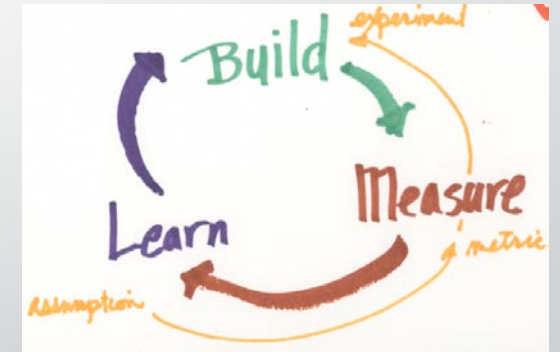 experiment
Build
Measure
Learn
metric
assumption